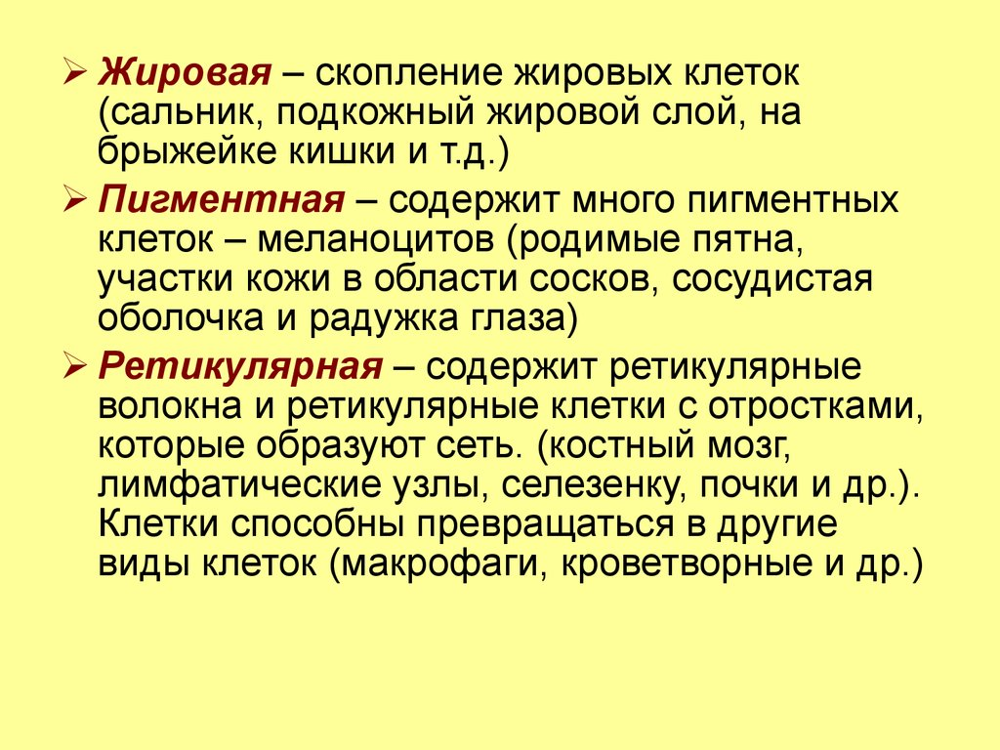 ➢ Жировая – скопление жировых клеток
(сальник, подкожный жировой слой, на
брыжейке кишки и т.д.)
➢ Пигментная – содержит много пигментных
клеток – меланоцитов (родимые пятна,
участки кожи в области сосков, сосудистая
оболочка и радужка глаза)
➢ Ретикулярная – содержит ретикулярные
волокна и ретикулярные клетки с отростками,
которые образуют сеть. (костный мозг,
лимфатические узлы, селезенку, почки и др.).
Клетки способны превращаться в другие
виды клеток (макрофаги, кроветворные и др.)